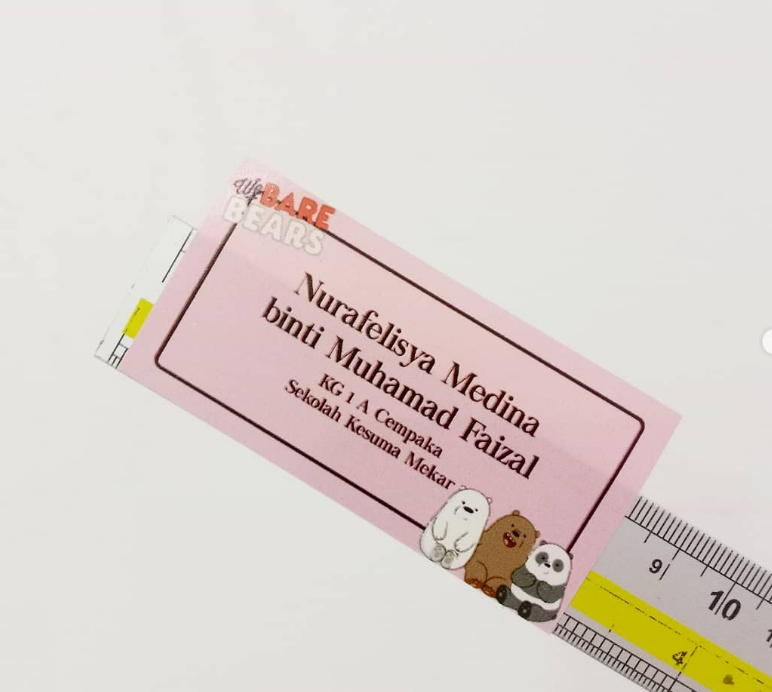 We BARE
BEARS
Nurafelisya Medina
binti Muhamad Faizal
KG 1 A Cempaka
Sekolah Kesuma Mekar
9
10
4